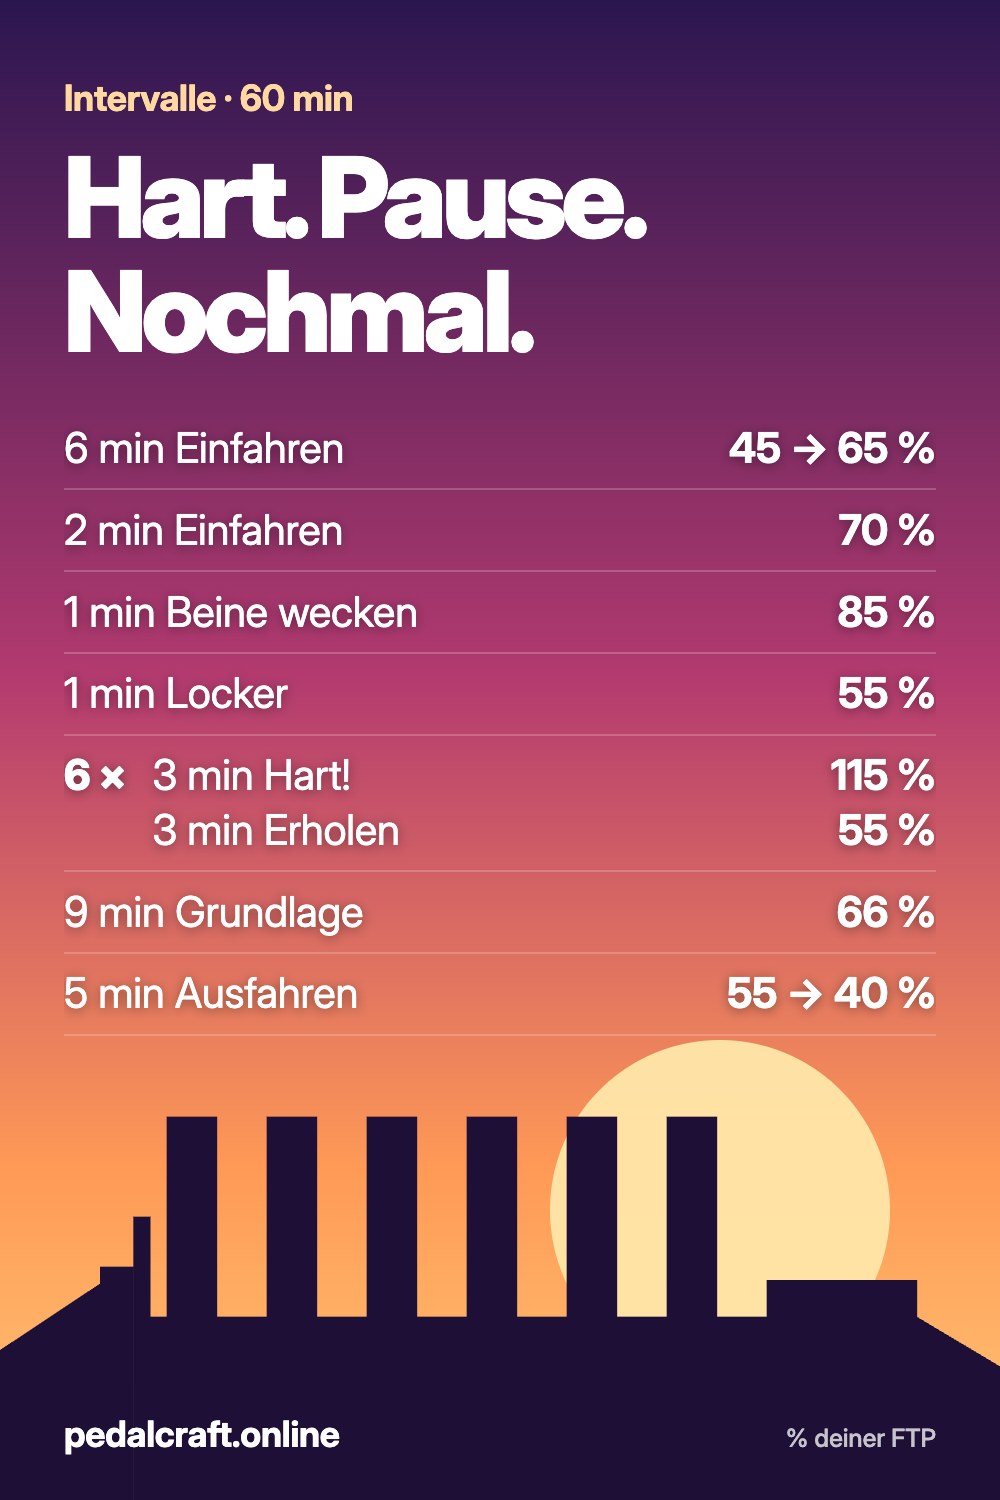 Intervalle · 60 min
Hart. Pause.
Nochmal.
6 min Einfahren 45 → 65 %
2 min Einfahren 70 %
1 min Beine wecken 85 %
1 min Locker 55 %
6 × 3 min Hart! 115 %
3 min Erholen 55 %
9 min Grundlage 66 %
5 min Ausfahren 55 → 40 %
pedalcraft.online % deiner FTP